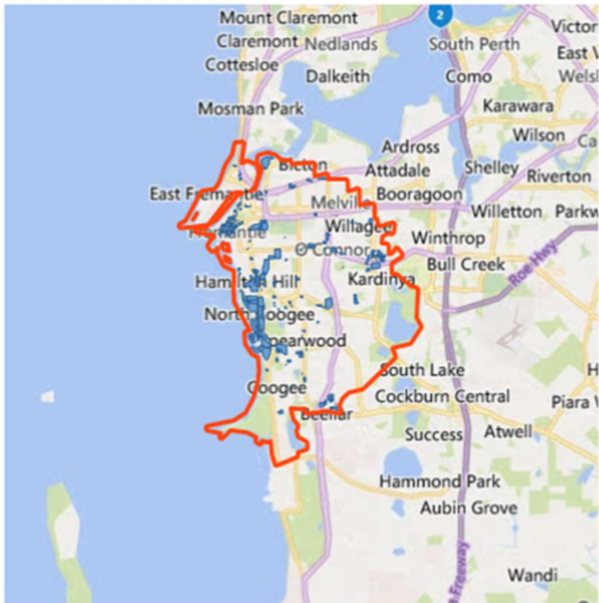 Mount Claremont
2
Claremont
Nedlands
South Perth
Victor
East V
Cottesloe
Dalkeith
Como
Welsh
Mosman Park
Karawara
Wilson
Ca
Ardross
Bicton
Attadale
Shelley
Riverton
East Fremantle
Booragoon
Melville
Willetton
Parkw
Fremantle
Willagee
Winthrop
O'Connor
Bull Creek
Roe Hwy
Hamilton Hill
Kardinya
North Coogee
Spearwood
South Lake
H
Coogee
Cockburn Central
Piara W
Beeliar
Success
Atwell
Hammond Park
Aubin Grove
Freeway
Wandi